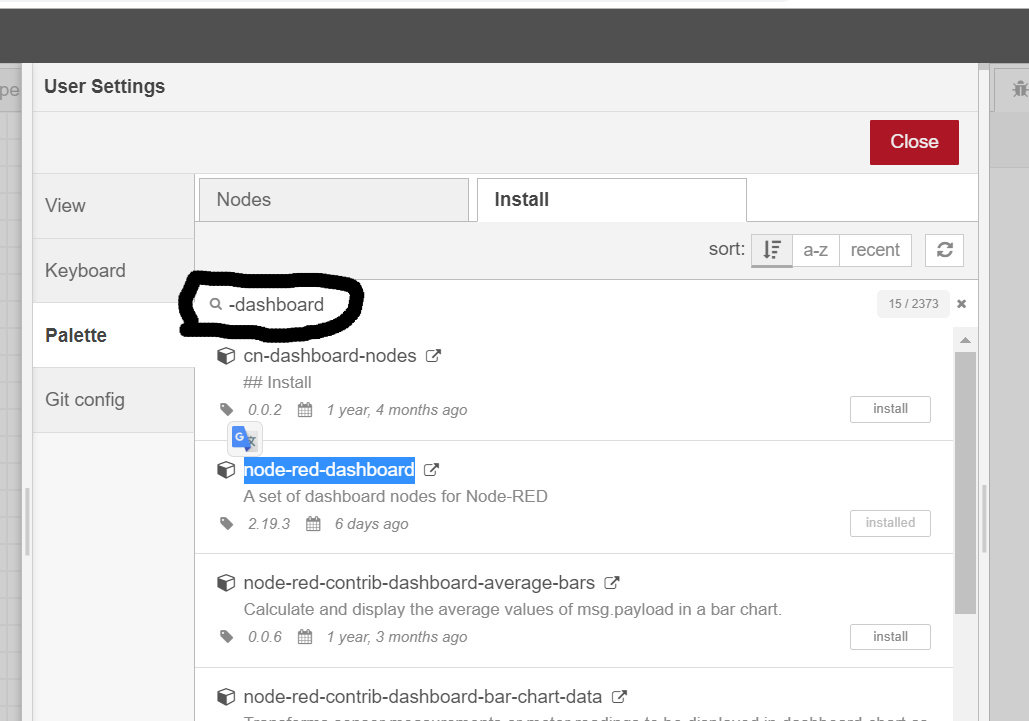 pe
User Settings
Close
View
Keyboard
Palette
Git config
Nodes
Install
sort: a-z recent
-dashboard
15 / 2373
cn-dashboard-nodes
## Install
0.0.2 1 year, 4 months ago
install
node-red-dashboard
A set of dashboard nodes for Node-RED
2.19.3 6 days ago
installed
node-red-contrib-dashboard-average-bars
Calculate and display the average values of msg.payload in a bar chart.
0.0.6 1 year, 3 months ago
install
node-red-contrib-dashboard-bar-chart-data